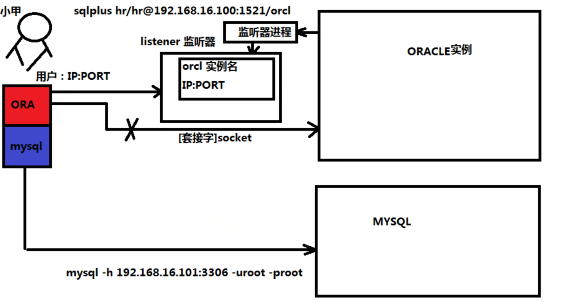 小甲
sqlplus hr/hr@192.168.16.100:1521/orcl
listener 监听器
监听器进程
orcl 实例名
IP:PORT
ORACLE实例
用户：IP:PORT
ORA
mysql
[套接字]socket
MYSQL
mysql -h 192.168.16.101:3306 -uroot -proot